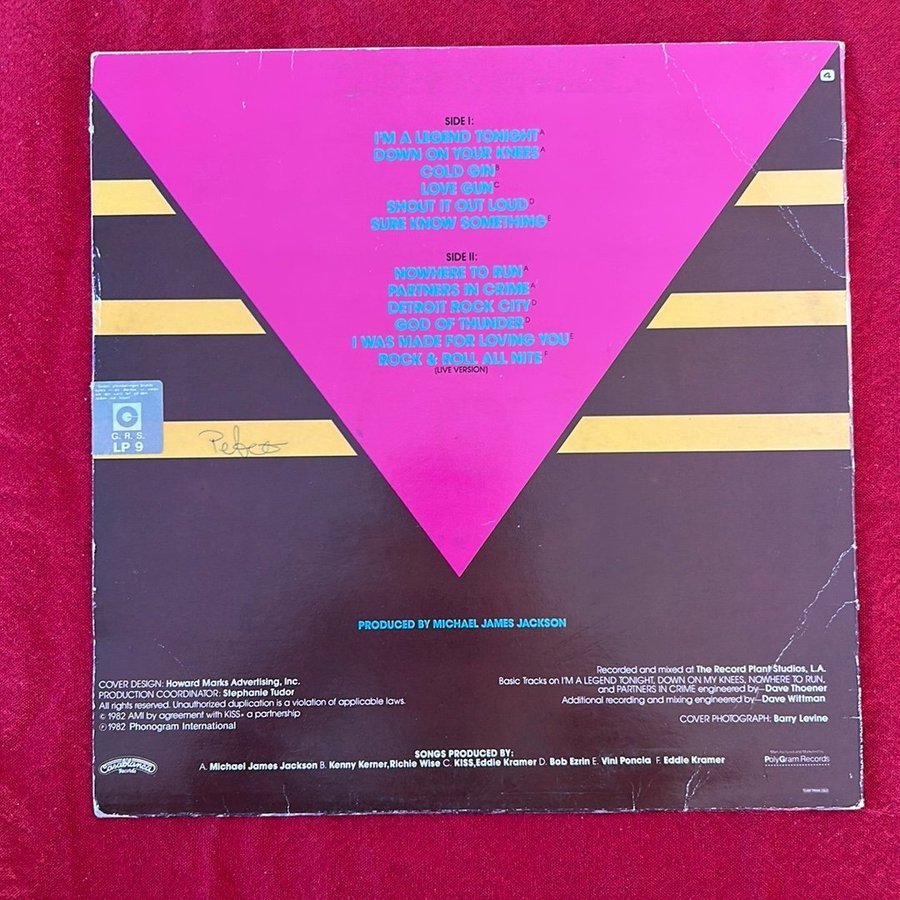 4
SIDE I:
I'M A LEGEND TONIGHT A
DOWN ON YOUR KNEES A
COLD GIN B
LOVE GUN C
SHOUT IT OUT LOUD D
SURE KNOW SOMETHING E
SIDE II:
NOWHERE TO RUN A
PARTNERS IN CRIME A
DETROIT ROCK CITY D
GOD OF THUNDER D
I WAS MADE FOR LOVING YOU E
ROCK & ROLL ALL NITE F
(LIVE VERSION)
G.R.S.
LP 9
PRODUCED BY MICHAEL JAMES JACKSON
COVER DESIGN: Howard Marks Advertising, Inc.
PRODUCTION COORDINATOR: Stephanie Tudor
All rights reserved. Unauthorized duplication is a violation of applicable laws.
© 1982 AMI by agreement with KISS• a partnership
℗ 1982 Phonogram International
Recorded and mixed at The Record Plant Studios, L.A.
Basic Tracks on I'M A LEGEND TONIGHT, DOWN ON MY KNEES, NOWHERE TO RUN,
and PARTNERS IN CRIME engineered by—Dave Thoener
Additional recording and mixing engineered by—Dave Wittman
COVER PHOTOGRAPH: Barry Levine
SONGS PRODUCED BY:
A. Michael James Jackson B. Kenny Kerner,Richie Wise C. KISS,Eddie Kramer D. Bob Ezrin E. Vini Poncia F. Eddie Kramer
Casablanca
Records
PolyGram Records